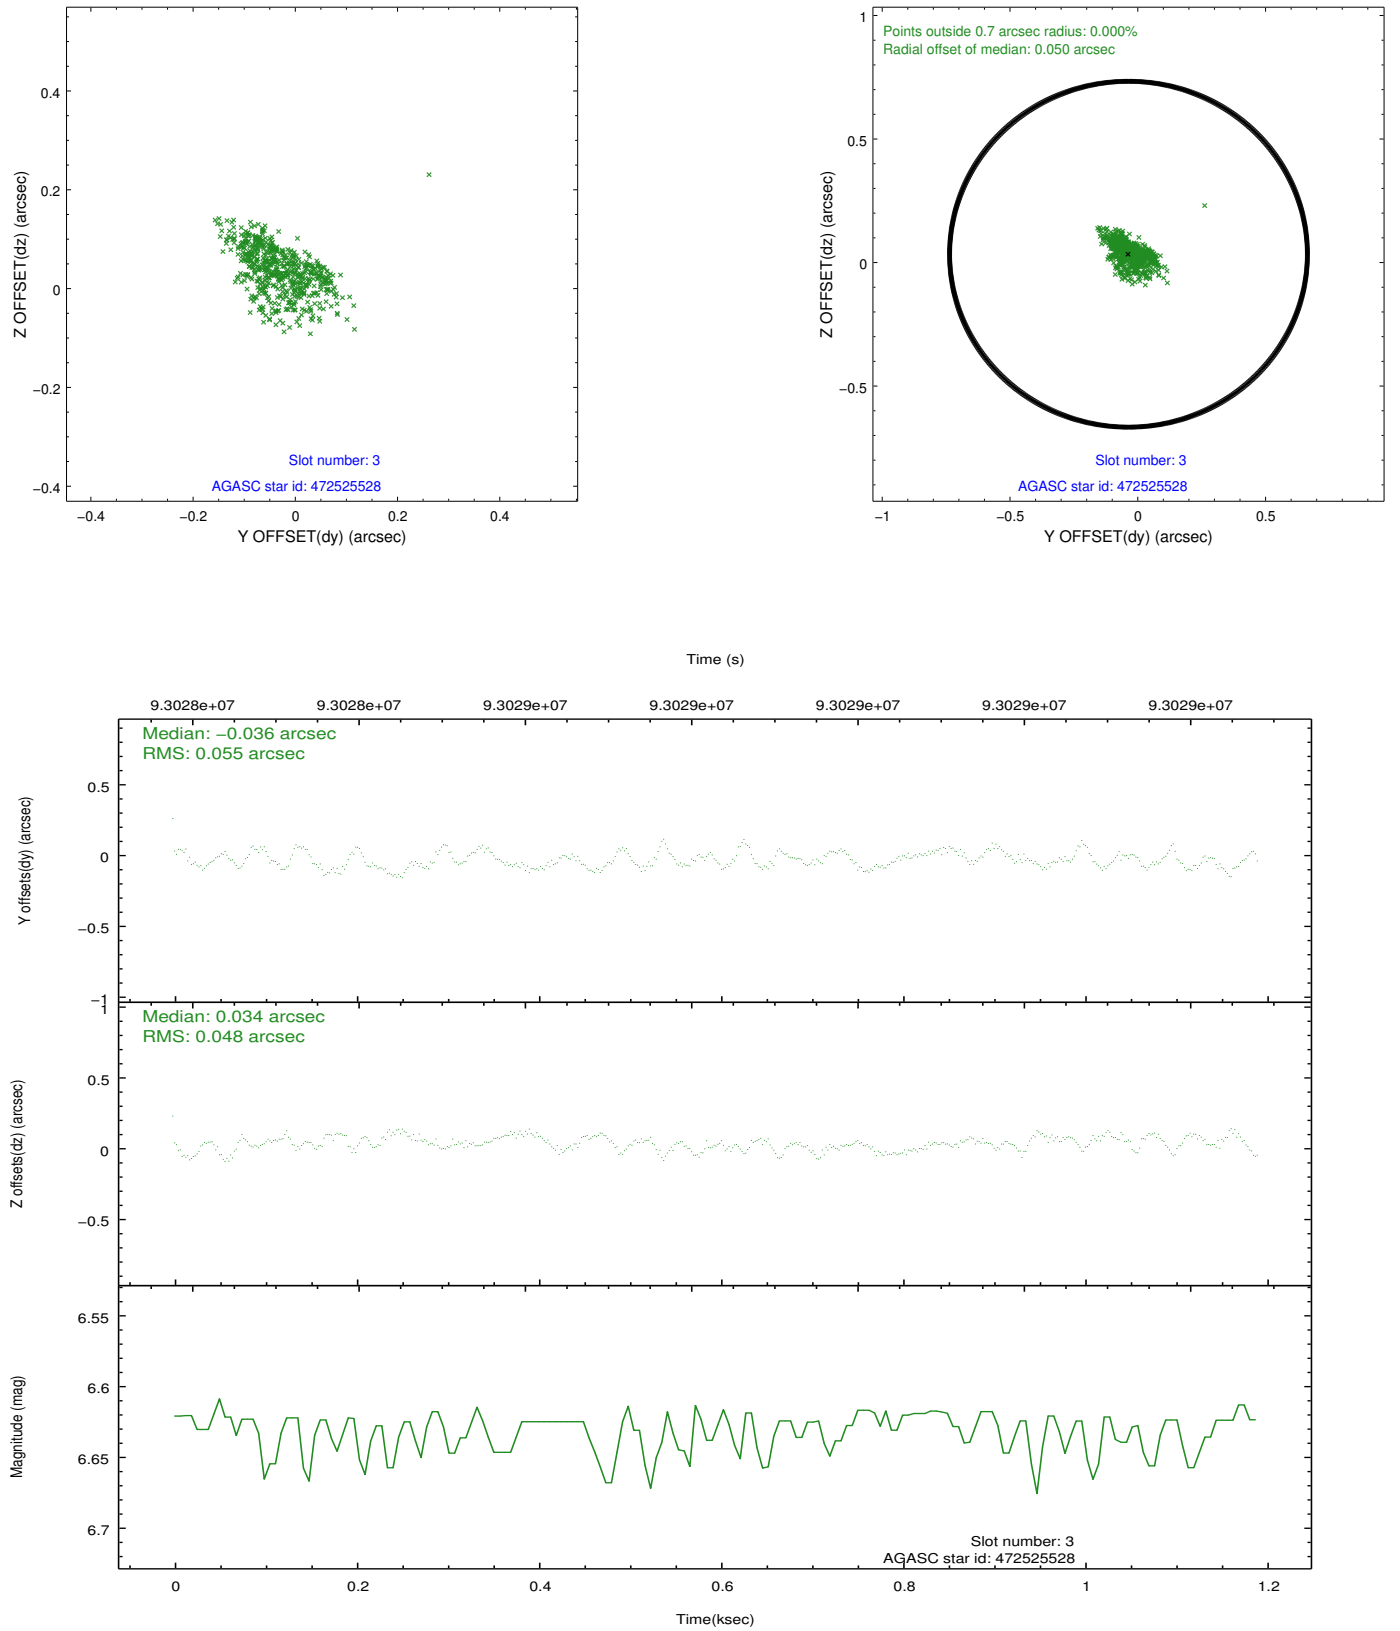 0.4
0.2
0
−0.2
−0.4
Z OFFSET(dz) (arcsec)
Slot number: 3
AGASC star id: 472525528
−0.4 −0.2 0 0.2 0.4
Y OFFSET(dy) (arcsec)
Points outside 0.7 arcsec radius: 0.000%
Radial offset of median: 0.050 arcsec
1
0.5
0
−0.5
Z OFFSET(dz) (arcsec)
Slot number: 3
AGASC star id: 472525528
−1 −0.5 0 0.5
Y OFFSET(dy) (arcsec)
Time (s)
9.3028e+07 9.3028e+07 9.3029e+07 9.3029e+07 9.3029e+07 9.3029e+07 9.3029e+07
Median: −0.036 arcsec
RMS: 0.055 arcsec
0.5
0
−0.5
−1
Y offsets(dy) (arcsec)
Median: 0.034 arcsec
RMS: 0.048 arcsec
1
0.5
0
−0.5
Z offsets(dz) (arcsec)
6.55
6.6
6.65
6.7
Magnitude (mag)
Slot number: 3
AGASC star id: 472525528
0 0.2 0.4 0.6 0.8 1 1.2
Time(ksec)